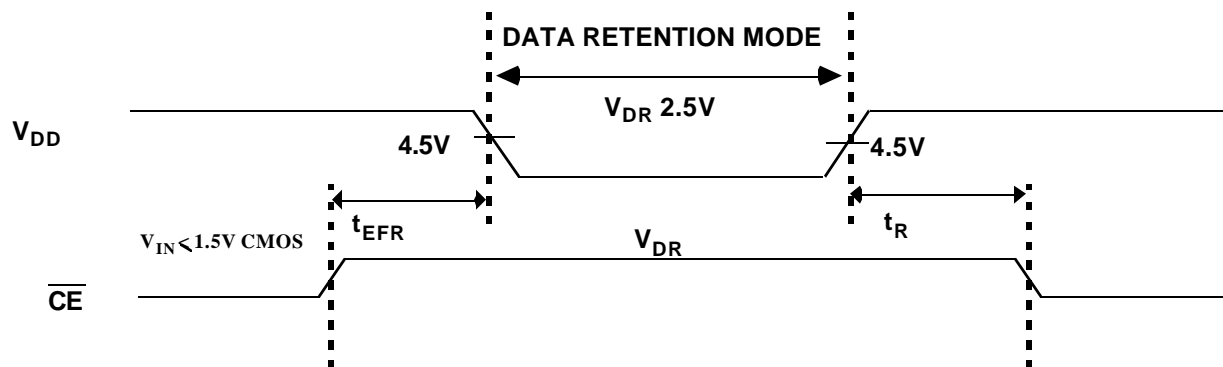 DATA RETENTION MODE
VDR 2.5V
VDD
4.5V
4.5V
tEFR
tR
VIN < 1.5V CMOS
VDR
CE